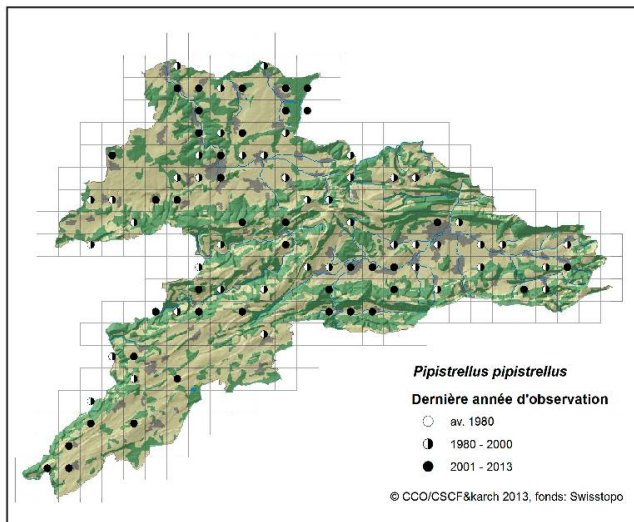 Pipistrellus pipistrellus
Dernière année d'observation
av. 1980
1980 - 2000
2001 - 2013
© CCO/CSCF&karch 2013, fonds: Swisstopo